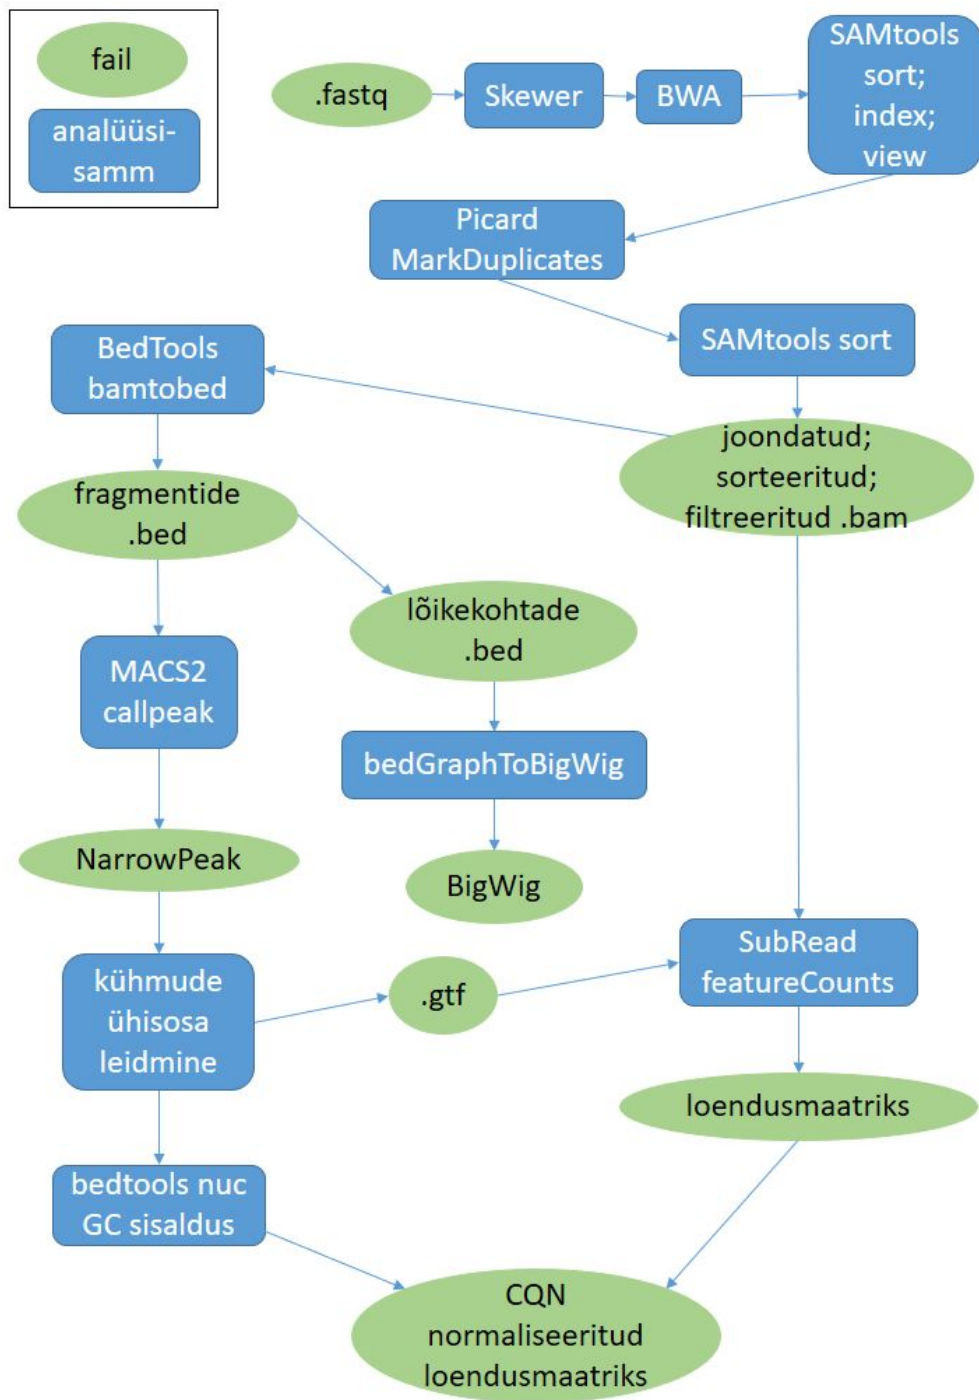 fail
analüüsi-
samm
.fastq
Skewer
BWA
SAMtools
sort;
index;
view
Picard
MarkDuplicates
SAMtools sort
BedTools
bamtobed
joondatud;
sorteeritud;
filtreeritud .bam
fragmentide
.bed
lõikekohtade
.bed
MACS2
callpeak
bedGraphToBigWig
NarrowPeak
BigWig
SubRead
featureCounts
kühmude
ühisosa
leidmine
.gtf
loendusmaatriks
bedtools nuc
GC sisaldus
CQN
normaliseeritud
loendusmaatriks